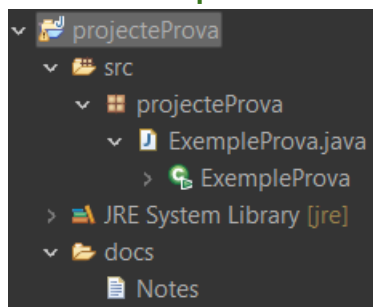 projecteProva
src
projecteProva
ExempleProva.java
ExempleProva
JRE System Library [jre]
docs
Notes